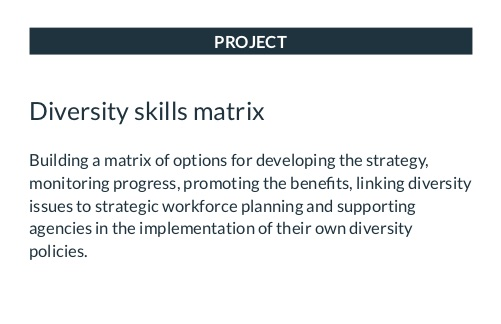 PROJECT
Diversity skills matrix
Building a matrix of options for developing the strategy,
monitoring progress, promoting the benefits, linking diversity
issues to strategic workforce planning and supporting
agencies in the implementation of their own diversity
policies.